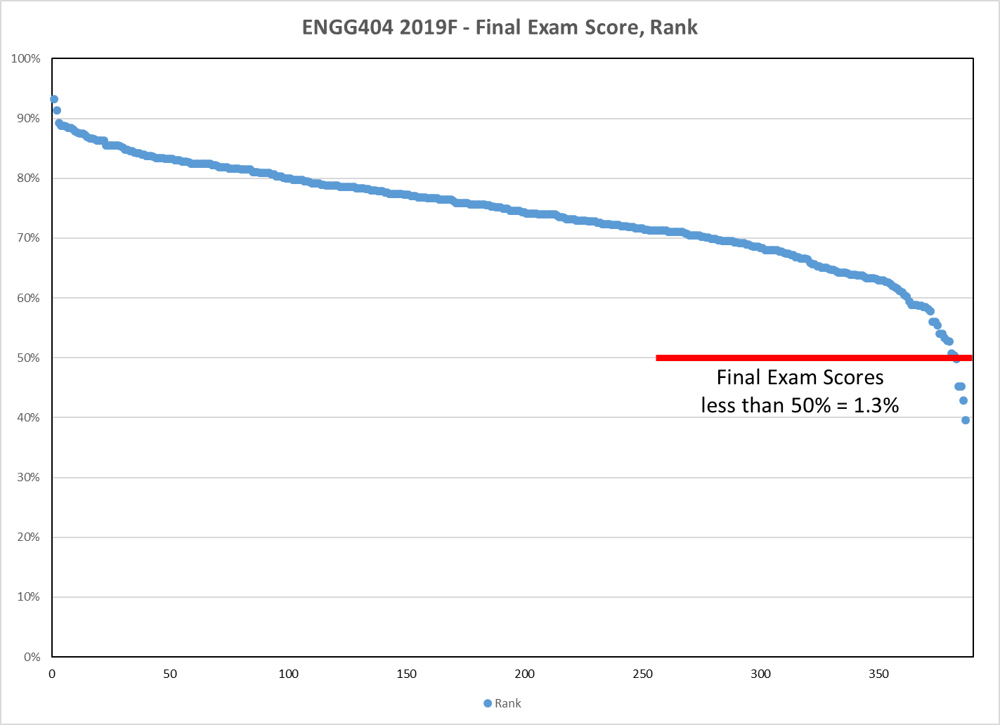 ENGG404 2019F - Final Exam Score, Rank
100%
90%
80%
70%
60%
50%
40%
30%
20%
10%
0%
Final Exam Scores
less than 50% = 1.3%
0 50 100 150 200 250 300 350
Rank